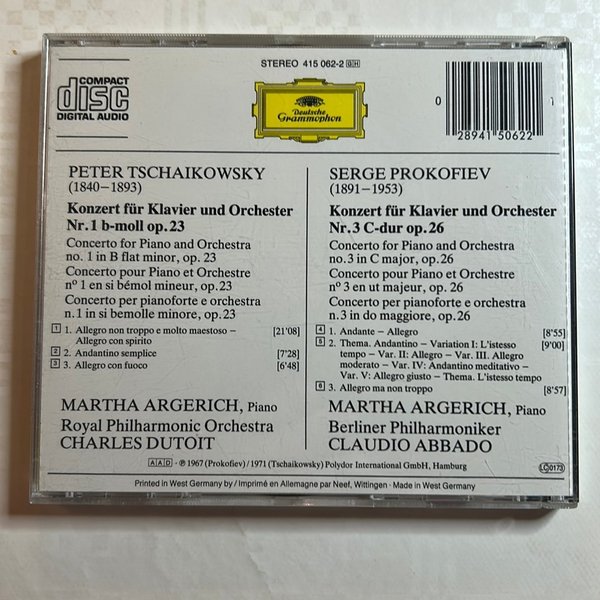 STEREO 415 062-2 GH
COMPACT
disc
DIGITAL AUDIO
Deutsche
Grammophon
0
28941 50622
1
PETER TSCHAIKOWSKY
(1840–1893)
Konzert für Klavier und Orchester
Nr. 1 b-moll op. 23
Concerto for Piano and Orchestra
no. 1 in B flat minor, op. 23
Concerto pour Piano et Orchestre
nº 1 en si bémol mineur, op. 23
Concerto per pianoforte e orchestra
n. 1 in si bemolle minore, op. 23
1 1. Allegro non troppo e molto maestoso – [21'08]
Allegro con spirito
2 2. Andantino semplice [7'28]
3 3. Allegro con fuoco [6'48]
MARTHA ARGERICH, Piano
Royal Philharmonic Orchestra
CHARLES DUTOIT
SERGE PROKOFIEV
(1891–1953)
Konzert für Klavier und Orchester
Nr. 3 C-dur op. 26
Concerto for Piano and Orchestra
no. 3 in C major, op. 26
Concerto pour Piano et Orchestre
nº 3 en ut majeur, op. 26
Concerto per pianoforte e orchestra
n. 3 in do maggiore, op. 26
4 1. Andante – Allegro [8'55]
5 2. Thema. Andantino – Variation I: L'istesso [9'00]
tempo – Var. II: Allegro – Var. III. Allegro
moderato – Var. IV: Andantino meditativo –
Var. V: Allegro giusto – Thema. L'istesso tempo
6 3. Allegro ma non troppo [8'57]
MARTHA ARGERICH, Piano
Berliner Philharmoniker
CLAUDIO ABBADO
AAD · ℗ 1967 (Prokofiev) / 1971 (Tschaikowsky) Polydor International GmbH, Hamburg
LC 0173
Printed in West Germany by / Imprimé en Allemagne par Neef, Wittingen · Made in West Germany